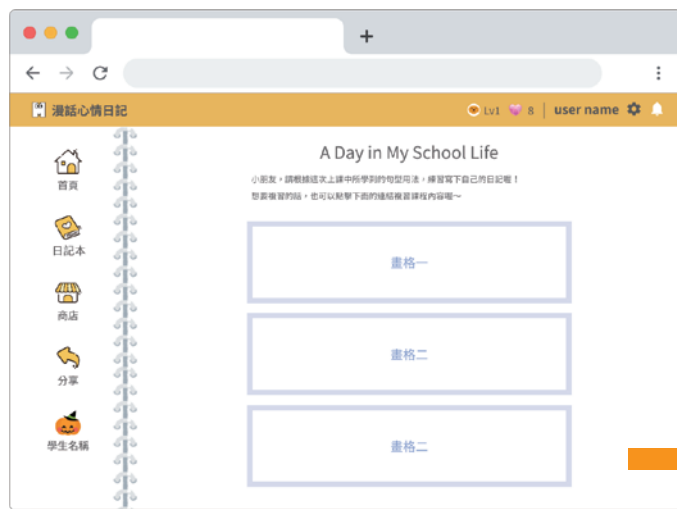 漫話心情日記
Lv1 8 | user name
首頁
日記本
商店
分享
學生名稱
A Day in My School Life
小朋友，請根據這次上課中所學到的句型用法，練習寫下自己的日記喔！
想要複習的話，也可以點擊下面的連結複習課程內容喔～
畫格一
畫格二
畫格二